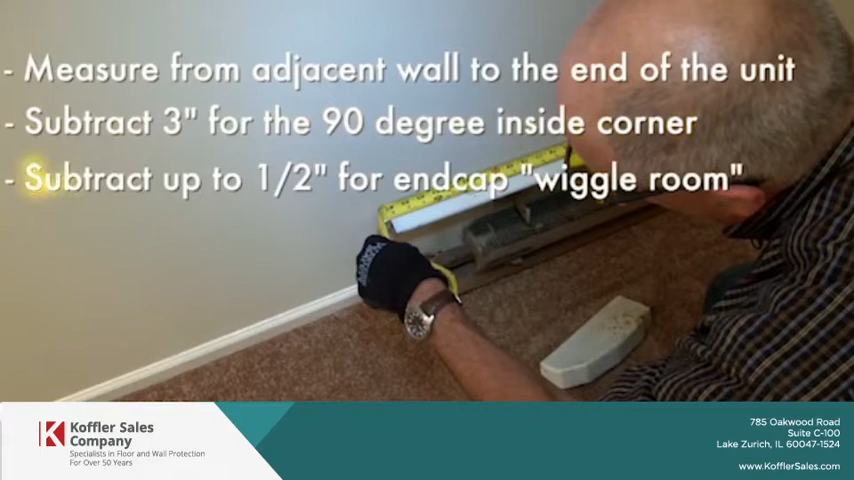 - Measure from adjacent wall to the end of the unit
- Subtract 3" for the 90 degree inside corner
- Subtract up to 1/2" for endcap "wiggle room"
K
Koffler Sales
Company
Specialists in Floor and Wall Protection
For Over 50 Years
785 Oakwood Road
Suite C-100
Lake Zurich, IL 60047-1524
www.KofflerSales.com